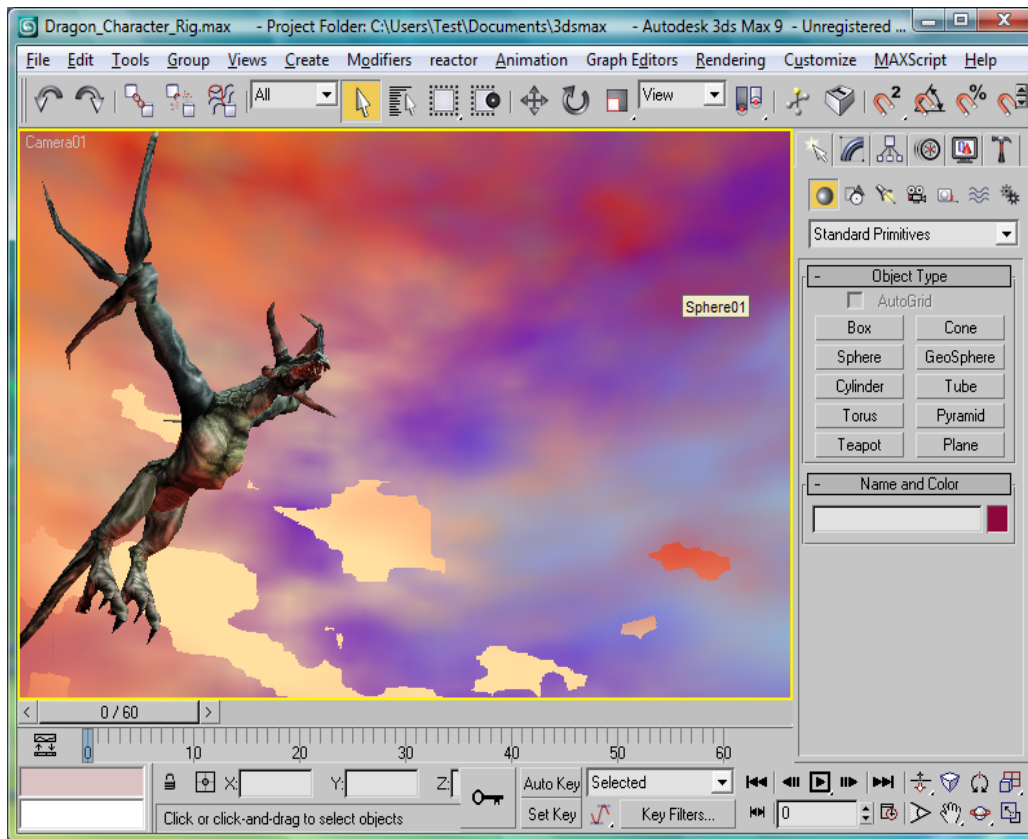 Dragon_Character_Rig.max - Project Folder: C:\Users\Test\Documents\3dsmax - Autodesk 3ds Max 9 - Unregistered ...
File Edit Tools Group Views Create Modifiers reactor Animation Graph Editors Rendering Customize MAXScript Help
All View
Camera01
Standard Primitives
- Object Type
AutoGrid
Sphere01
Box Cone
Sphere GeoSphere
Cylinder Tube
Torus Pyramid
Teapot Plane
- Name and Color
< 0 / 60 >
0 10 20 30 40 50 60
X: Y: Z: Auto Key Selected
Click or click-and-drag to select objects Set Key Key Filters... 0